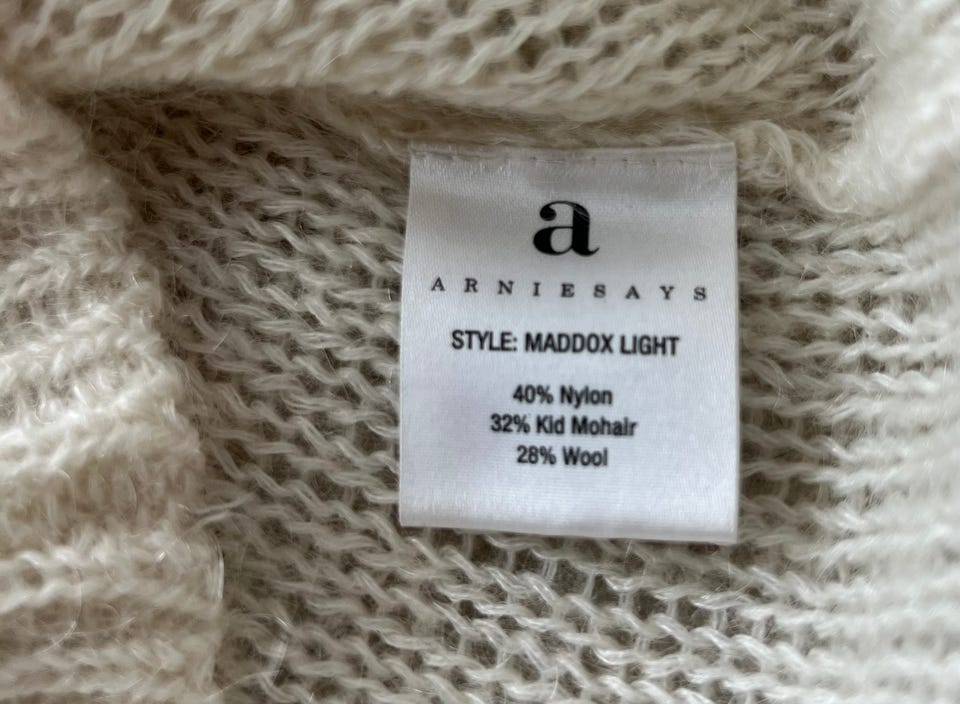 a
ARNIESAYS
STYLE: MADDOX LIGHT
40% Nylon
32% Kid Mohair
28% Wool